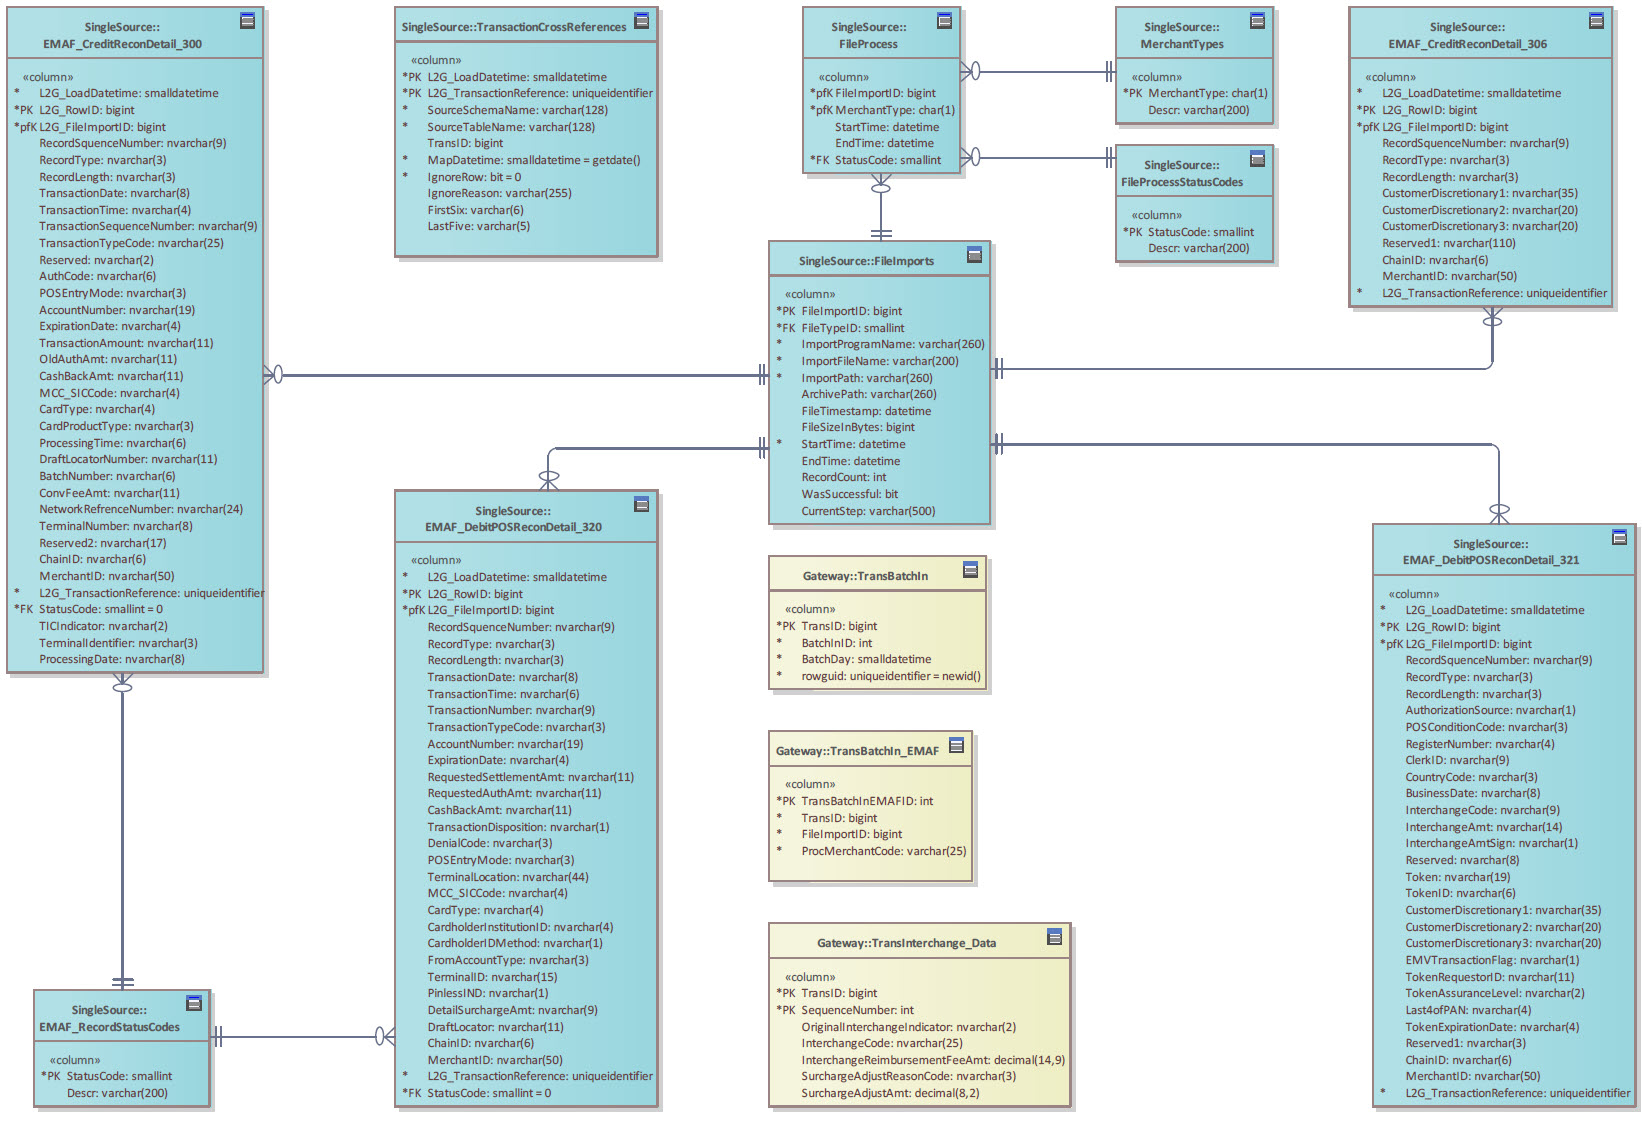 SingleSource::
EMAF_CreditReconDetail_300
«column»
* L2G_LoadDatetime: smalldatetime
*PK L2G_RowID: bigint
*pfK L2G_FileImportID: bigint
RecordSquenceNumber: nvarchar(9)
RecordType: nvarchar(3)
RecordLength: nvarchar(3)
TransactionDate: nvarchar(8)
TransactionTime: nvarchar(4)
TransactionSequenceNumber: nvarchar(9)
TransactionTypeCode: nvarchar(25)
Reserved: nvarchar(2)
AuthCode: nvarchar(6)
POSEntryMode: nvarchar(3)
AccountNumber: nvarchar(19)
ExpirationDate: nvarchar(4)
TransactionAmount: nvarchar(11)
OldAuthAmt: nvarchar(11)
CashBackAmt: nvarchar(11)
MCC_SICCode: nvarchar(4)
CardType: nvarchar(4)
CardProductType: nvarchar(3)
ProcessingTime: nvarchar(6)
DraftLocatorNumber: nvarchar(11)
BatchNumber: nvarchar(6)
ConvFeeAmt: nvarchar(11)
NetworkRefrenceNumber: nvarchar(24)
TerminalNumber: nvarchar(8)
Reserved2: nvarchar(17)
ChainID: nvarchar(6)
MerchantID: nvarchar(50)
* L2G_TransactionReference: uniqueidentifier
*FK StatusCode: smallint = 0
TICIndicator: nvarchar(2)
TerminalIdentifier: nvarchar(3)
ProcessingDate: nvarchar(8)
SingleSource::TransactionCrossReferences
«column»
*PK L2G_LoadDatetime: smalldatetime
*PK L2G_TransactionReference: uniqueidentifier
* SourceSchemaName: varchar(128)
* SourceTableName: varchar(128)
TransID: bigint
* MapDatetime: smalldatetime = getdate()
* IgnoreRow: bit = 0
IgnoreReason: varchar(255)
FirstSix: varchar(6)
LastFive: varchar(5)
SingleSource::
FileProcess
«column»
*pfK FileImportID: bigint
*pfK MerchantType: char(1)
StartTime: datetime
EndTime: datetime
*FK StatusCode: smallint
SingleSource::
MerchantTypes
«column»
*PK MerchantType: char(1)
Descr: varchar(200)
SingleSource::
FileProcessStatusCodes
«column»
*PK StatusCode: smallint
Descr: varchar(200)
SingleSource::
EMAF_CreditReconDetail_306
«column»
* L2G_LoadDatetime: smalldatetime
*PK L2G_RowID: bigint
*pfK L2G_FileImportID: bigint
RecordSquenceNumber: nvarchar(9)
RecordType: nvarchar(3)
RecordLength: nvarchar(3)
CustomerDiscretionary1: nvarchar(35)
CustomerDiscretionary2: nvarchar(20)
CustomerDiscretionary3: nvarchar(20)
Reserved1: nvarchar(110)
ChainID: nvarchar(6)
MerchantID: nvarchar(50)
* L2G_TransactionReference: uniqueidentifier
SingleSource::FileImports
«column»
*PK FileImportID: bigint
*FK FileTypeID: smallint
* ImportProgramName: varchar(260)
* ImportFileName: varchar(200)
* ImportPath: varchar(260)
ArchivePath: varchar(260)
FileTimestamp: datetime
FileSizeInBytes: bigint
* StartTime: datetime
EndTime: datetime
RecordCount: int
WasSuccessful: bit
CurrentStep: varchar(500)
SingleSource::
EMAF_DebitPOSReconDetail_320
«column»
* L2G_LoadDatetime: smalldatetime
*PK L2G_RowID: bigint
*pfK L2G_FileImportID: bigint
RecordSquenceNumber: nvarchar(9)
RecordType: nvarchar(3)
RecordLength: nvarchar(3)
TransactionDate: nvarchar(8)
TransactionTime: nvarchar(6)
TransactionNumber: nvarchar(9)
TransactionTypeCode: nvarchar(3)
AccountNumber: nvarchar(19)
ExpirationDate: nvarchar(4)
RequestedSettlementAmt: nvarchar(11)
RequestedAuthAmt: nvarchar(11)
CashBackAmt: nvarchar(11)
TransactionDisposition: nvarchar(1)
DenialCode: nvarchar(3)
POSEntryMode: nvarchar(3)
TerminalLocation: nvarchar(44)
MCC_SICCode: nvarchar(4)
CardType: nvarchar(4)
CardholderInstitutionID: nvarchar(4)
CardholderIDMethod: nvarchar(1)
FromAccountType: nvarchar(3)
TerminalID: nvarchar(15)
PinlessIND: nvarchar(1)
DetailSurchargeAmt: nvarchar(9)
DraftLocator: nvarchar(11)
ChainID: nvarchar(6)
MerchantID: nvarchar(50)
* L2G_TransactionReference: uniqueidentifier
*FK StatusCode: smallint = 0
Gateway::TransBatchIn
«column»
*PK TransID: bigint
* BatchInID: int
* BatchDay: smalldatetime
* rowguid: uniqueidentifier = newid()
Gateway::TransBatchIn_EMAF
«column»
*PK TransBatchInEMAFID: int
* TransID: bigint
* FileImportID: bigint
* ProcMerchantCode: varchar(25)
Gateway::TransInterchange_Data
«column»
*PK TransID: bigint
*PK SequenceNumber: int
OriginalInterchangeIndicator: nvarchar(2)
InterchangeCode: nvarchar(25)
InterchangeReimbursementFeeAmt: decimal(14,9)
SurchargeAdjustReasonCode: nvarchar(3)
SurchargeAdjustAmt: decimal(8,2)
SingleSource::
EMAF_DebitPOSReconDetail_321
«column»
* L2G_LoadDatetime: smalldatetime
*PK L2G_RowID: bigint
*pfK L2G_FileImportID: bigint
RecordSquenceNumber: nvarchar(9)
RecordType: nvarchar(3)
RecordLength: nvarchar(3)
AuthorizationSource: nvarchar(1)
POSConditionCode: nvarchar(3)
RegisterNumber: nvarchar(4)
ClerkID: nvarchar(9)
CountryCode: nvarchar(3)
BusinessDate: nvarchar(8)
InterchangeCode: nvarchar(9)
InterchangeAmt: nvarchar(14)
InterchangeAmtSign: nvarchar(1)
Reserved: nvarchar(8)
Token: nvarchar(19)
TokenID: nvarchar(6)
CustomerDiscretionary1: nvarchar(35)
CustomerDiscretionary2: nvarchar(20)
CustomerDiscretionary3: nvarchar(20)
EMVTransactionFlag: nvarchar(1)
TokenRequestorID: nvarchar(11)
TokenAssuranceLevel: nvarchar(2)
Last4ofPAN: nvarchar(4)
TokenExpirationDate: nvarchar(4)
Reserved1: nvarchar(3)
ChainID: nvarchar(6)
MerchantID: nvarchar(50)
* L2G_TransactionReference: uniqueidentifier
SingleSource::
EMAF_RecordStatusCodes
«column»
*PK StatusCode: smallint
Descr: varchar(200)